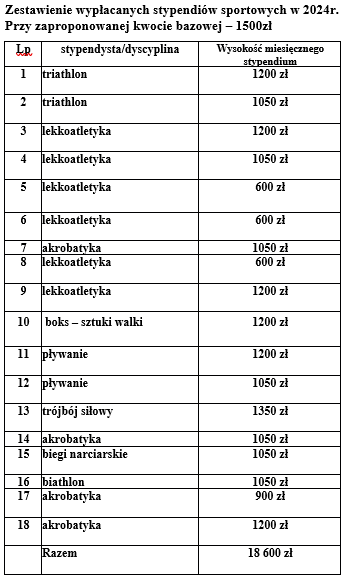 Zestawienie wypłacanych stypendiów sportowych w 2024r.
Przy zaproponowanej kwocie bazowej – 1500zł
Lp stypendysta/dyscyplina Wysokość miesięcznego
stypendium
1 triathlon 1200 zł
2 triathlon 1050 zł
3 lekkoatletyka 1200 zł
4 lekkoatletyka 1050 zł
5 lekkoatletyka 600 zł
6 lekkoatletyka 600 zł
7 akrobatyka 1050 zł
8 lekkoatletyka 600 zł
9 lekkoatletyka 1200 zł
10 boks – sztuki walki 1200 zł
11 pływanie 1200 zł
12 pływanie 1050 zł
13 trójbój siłowy 1350 zł
14 akrobatyka 1050 zł
15 biegi narciarskie 1050 zł
16 biathlon 1050 zł
17 akrobatyka 900 zł
18 akrobatyka 1200 zł
Razem 18 600 zł